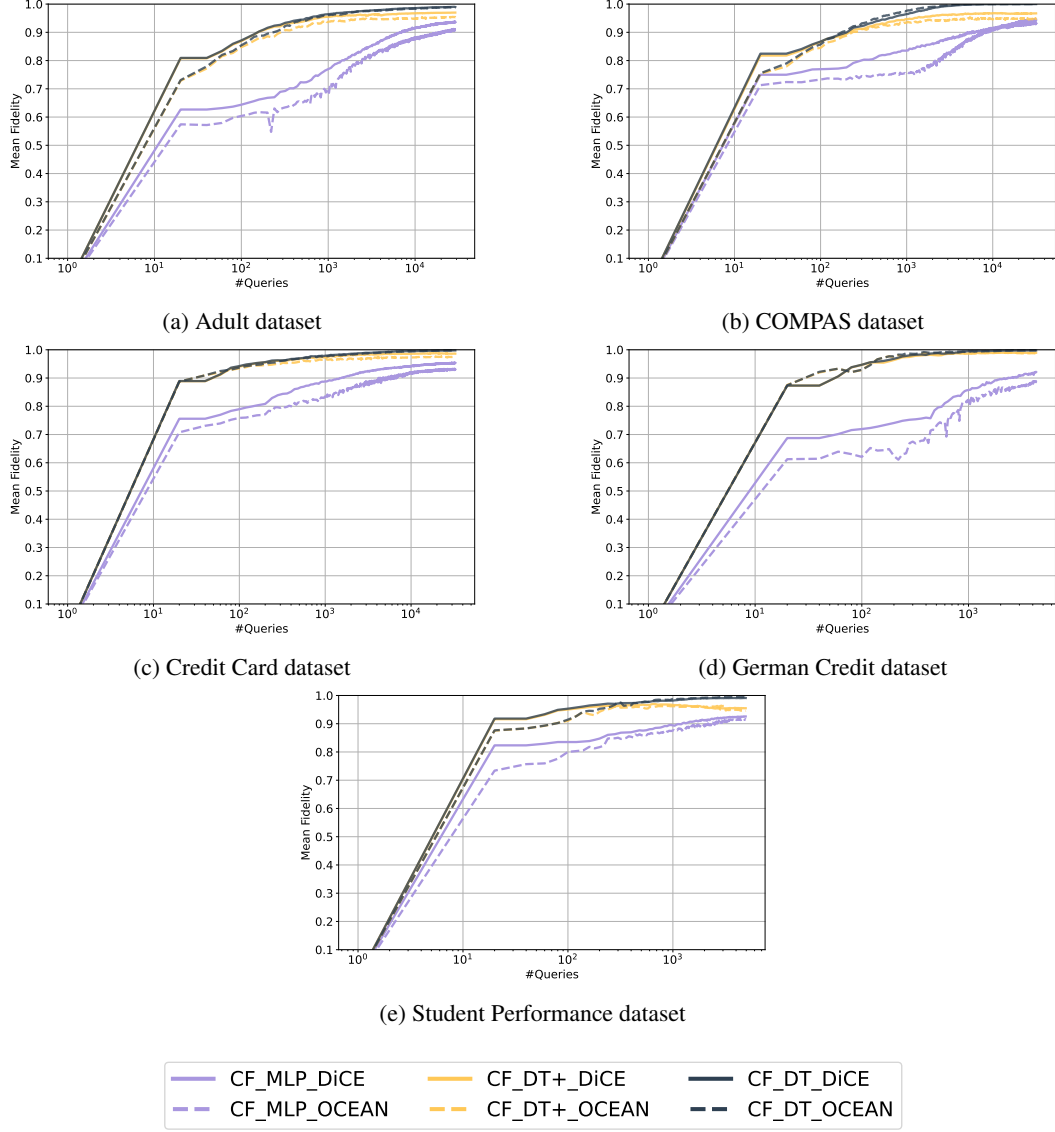 1.0
0.9
0.8
0.7
0.6
0.5
0.4
0.3
0.2
0.1
Mean Fidelity
10⁰ 10¹ 10² 10³ 10⁴
#Queries
(a) Adult dataset
1.0
0.9
0.8
0.7
0.6
0.5
0.4
0.3
0.2
0.1
Mean Fidelity
10⁰ 10¹ 10² 10³ 10⁴
#Queries
(b) COMPAS dataset
1.0
0.9
0.8
0.7
0.6
0.5
0.4
0.3
0.2
0.1
Mean Fidelity
10⁰ 10¹ 10² 10³ 10⁴
#Queries
(c) Credit Card dataset
1.0
0.9
0.8
0.7
0.6
0.5
0.4
0.3
0.2
0.1
Mean Fidelity
10⁰ 10¹ 10² 10³
#Queries
(d) German Credit dataset
1.0
0.9
0.8
0.7
0.6
0.5
0.4
0.3
0.2
0.1
Mean Fidelity
10⁰ 10¹ 10² 10³
#Queries
(e) Student Performance dataset
CF_MLP_DiCE CF_DT+_DiCE CF_DT_DiCE
CF_MLP_OCEAN CF_DT+_OCEAN CF_DT_OCEAN